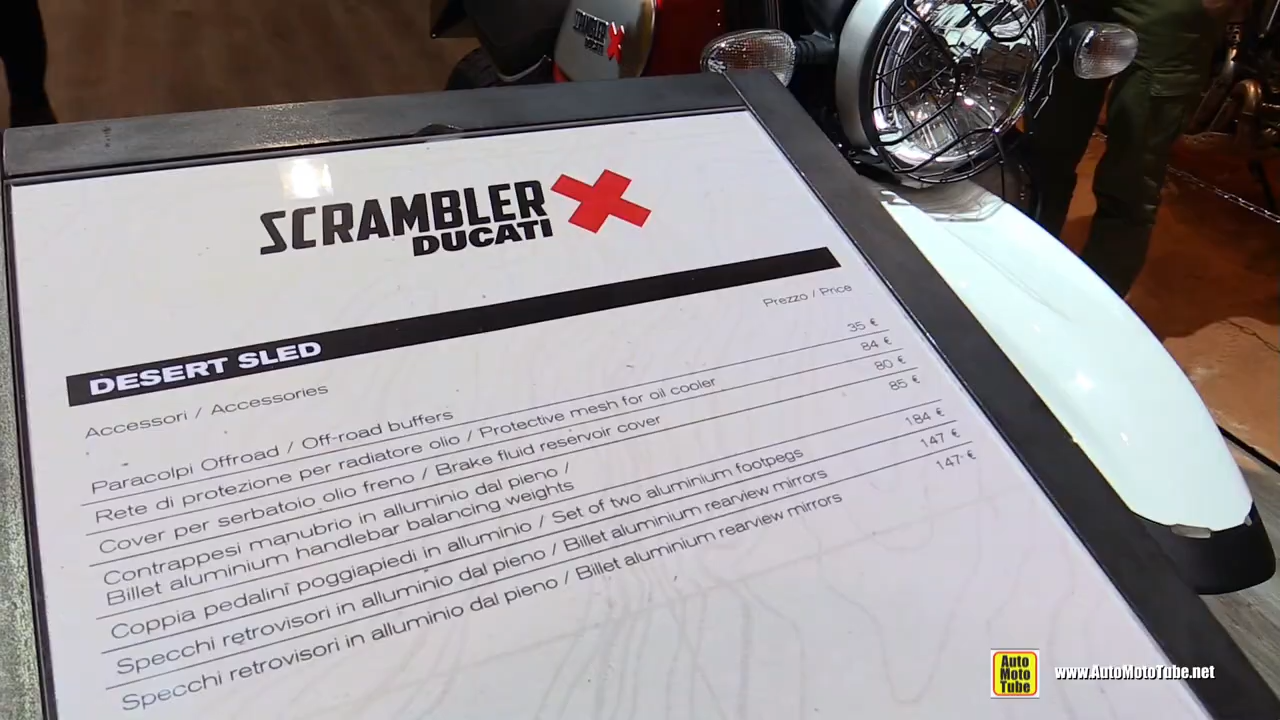 SCRAMBLER
DUCATI
SCRAMBLER
DUCATI
DESERT SLED
Prezzo / Price
Accessori / Accessories
Paracolpi Offroad / Off-road buffers 35 €
Rete di protezione per radiatore olio / Protective mesh for oil cooler 84 €
Cover per serbatoio olio freno / Brake fluid reservoir cover 80 €
Contrappesi manubrio in alluminio dal pieno / 85 €
Billet aluminium handlebar balancing weights
Coppia pedalini poggiapiedi in alluminio / Set of two aluminium footpegs 184 €
Specchi retrovisori in alluminio dal pieno / Billet aluminium rearview mirrors 147 €
Specchi retrovisori in alluminio dal pieno / Billet aluminium rearview mirrors 147 €
Auto
Moto
Tube
www.AutoMotoTube.net